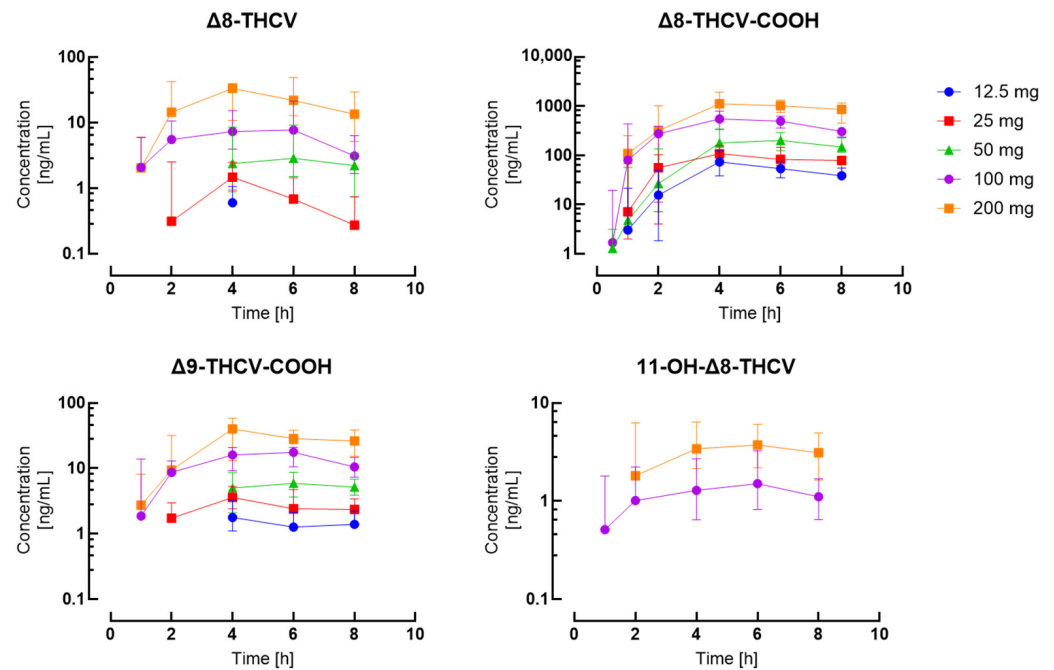 Δ8-THCV
Concentration
[ng/mL]
100
10
1
0.1
0 2 4 6 8 10
Time [h]
Δ8-THCV-COOH
Concentration
[ng/mL]
10,000
1000
100
10
1
0 2 4 6 8 10
Time [h]
12.5 mg
25 mg
50 mg
100 mg
200 mg
Δ9-THCV-COOH
Concentration
[ng/mL]
100
10
1
0.1
0 2 4 6 8 10
Time [h]
11-OH-Δ8-THCV
Concentration
[ng/mL]
10
1
0.1
0 2 4 6 8 10
Time [h]